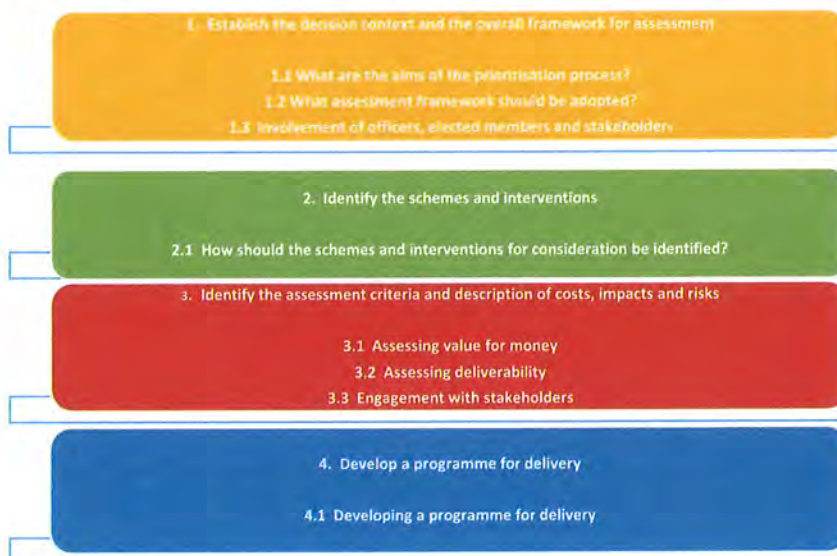 1. Establish the decision context and the overall framework for assessment
1.1 What are the aims of the prioritisation process?
1.2 What assessment framework should be adopted?
1.3 Involvement of officers, elected members and stakeholders
2. Identify the schemes and interventions
2.1 How should the schemes and interventions for consideration be identified?
3. Identify the assessment criteria and description of costs, impacts and risks
3.1 Assessing value for money
3.2 Assessing deliverability
3.3 Engagement with stakeholders
4. Develop a programme for delivery
4.1 Developing a programme for delivery